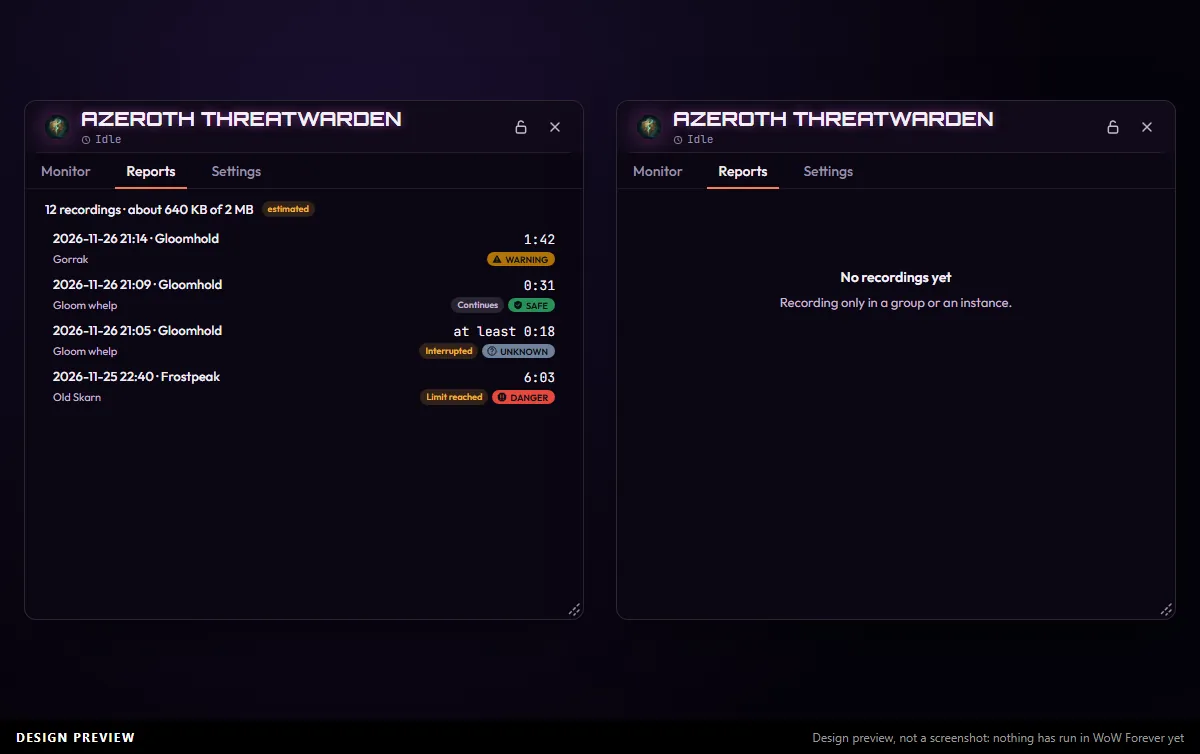 AZEROTH THREATWARDEN
Idle
Monitor Reports Settings
12 recordings · about 640 KB of 2 MB estimated
2026-11-26 21:14 · Gloomhold 1:42
Gorrak WARNING
2026-11-26 21:09 · Gloomhold 0:31
Gloom whelp Continues SAFE
2026-11-26 21:05 · Gloomhold at least 0:18
Gloom whelp Interrupted UNKNOWN
2026-11-25 22:40 · Frostpeak 6:03
Old Skarn Limit reached DANGER
AZEROTH THREATWARDEN
Idle
Monitor Reports Settings
No recordings yet
Recording only in a group or an instance.
DESIGN PREVIEW
Design preview, not a screenshot: nothing has run in WoW Forever yet